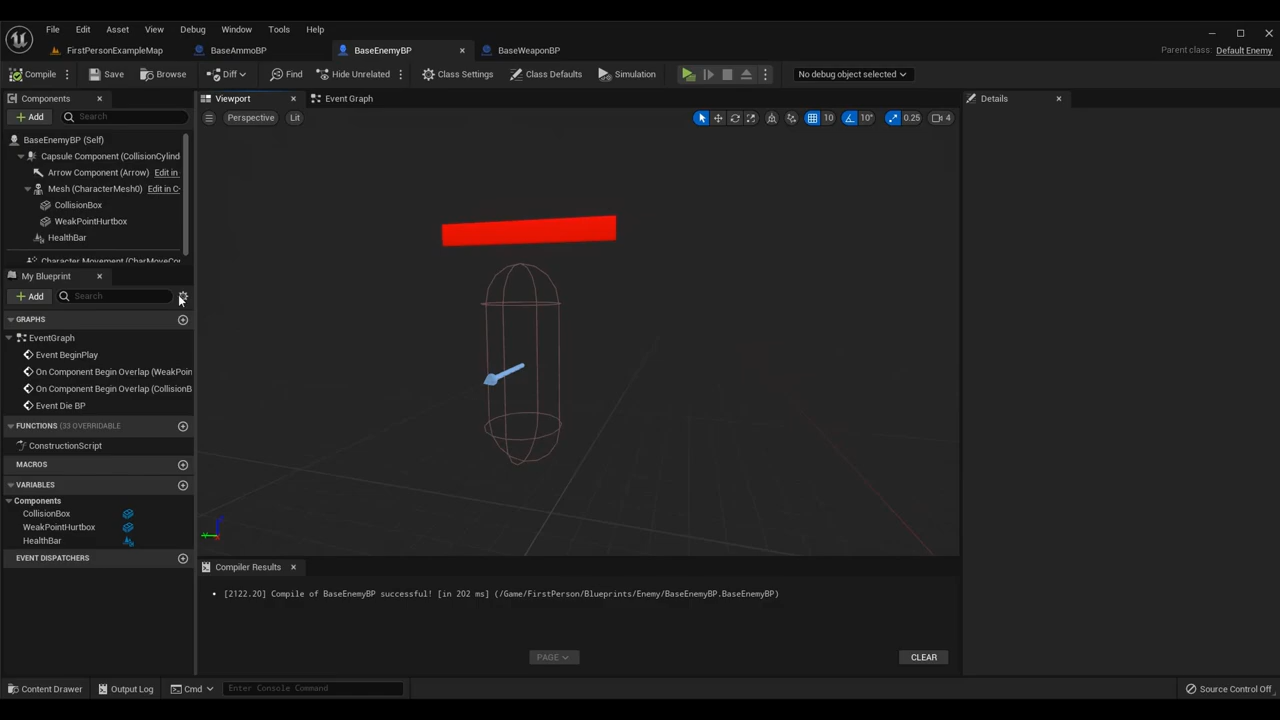 File Edit Asset View Debug Window Tools Help
FirstPersonExampleMap BaseAmmoBP BaseEnemyBP BaseWeaponBP
Parent class: Default Enemy
Compile Save Browse Diff Find Hide Unrelated Class Settings Class Defaults Simulation No debug object selected
Components
Add Search
BaseEnemyBP (Self)
Capsule Component (CollisionCylind
Arrow Component (Arrow) Edit in
Mesh (CharacterMesh0) Edit in C
CollisionBox
WeakPointHurtbox
HealthBar
Character Movement (CharMoveCo
My Blueprint
Add Search
GRAPHS
EventGraph
Event BeginPlay
On Component Begin Overlap (WeakPoin
On Component Begin Overlap (CollisionB
Event Die BP
FUNCTIONS (33 OVERRIDABLE
ConstructionScript
MACROS
VARIABLES
Components
CollisionBox
WeakPointHurtbox
HealthBar
EVENT DISPATCHERS
Viewport Event Graph
Perspective Lit
10 10° 0.25 4
Details
Compiler Results
[2122.20] Compile of BaseEnemyBP successful! [in 202 ms] (/Game/FirstPerson/Blueprints/Enemy/BaseEnemyBP.BaseEnemyBP)
PAGE CLEAR
Content Drawer Output Log Cmd Enter Console Command Source Control Off